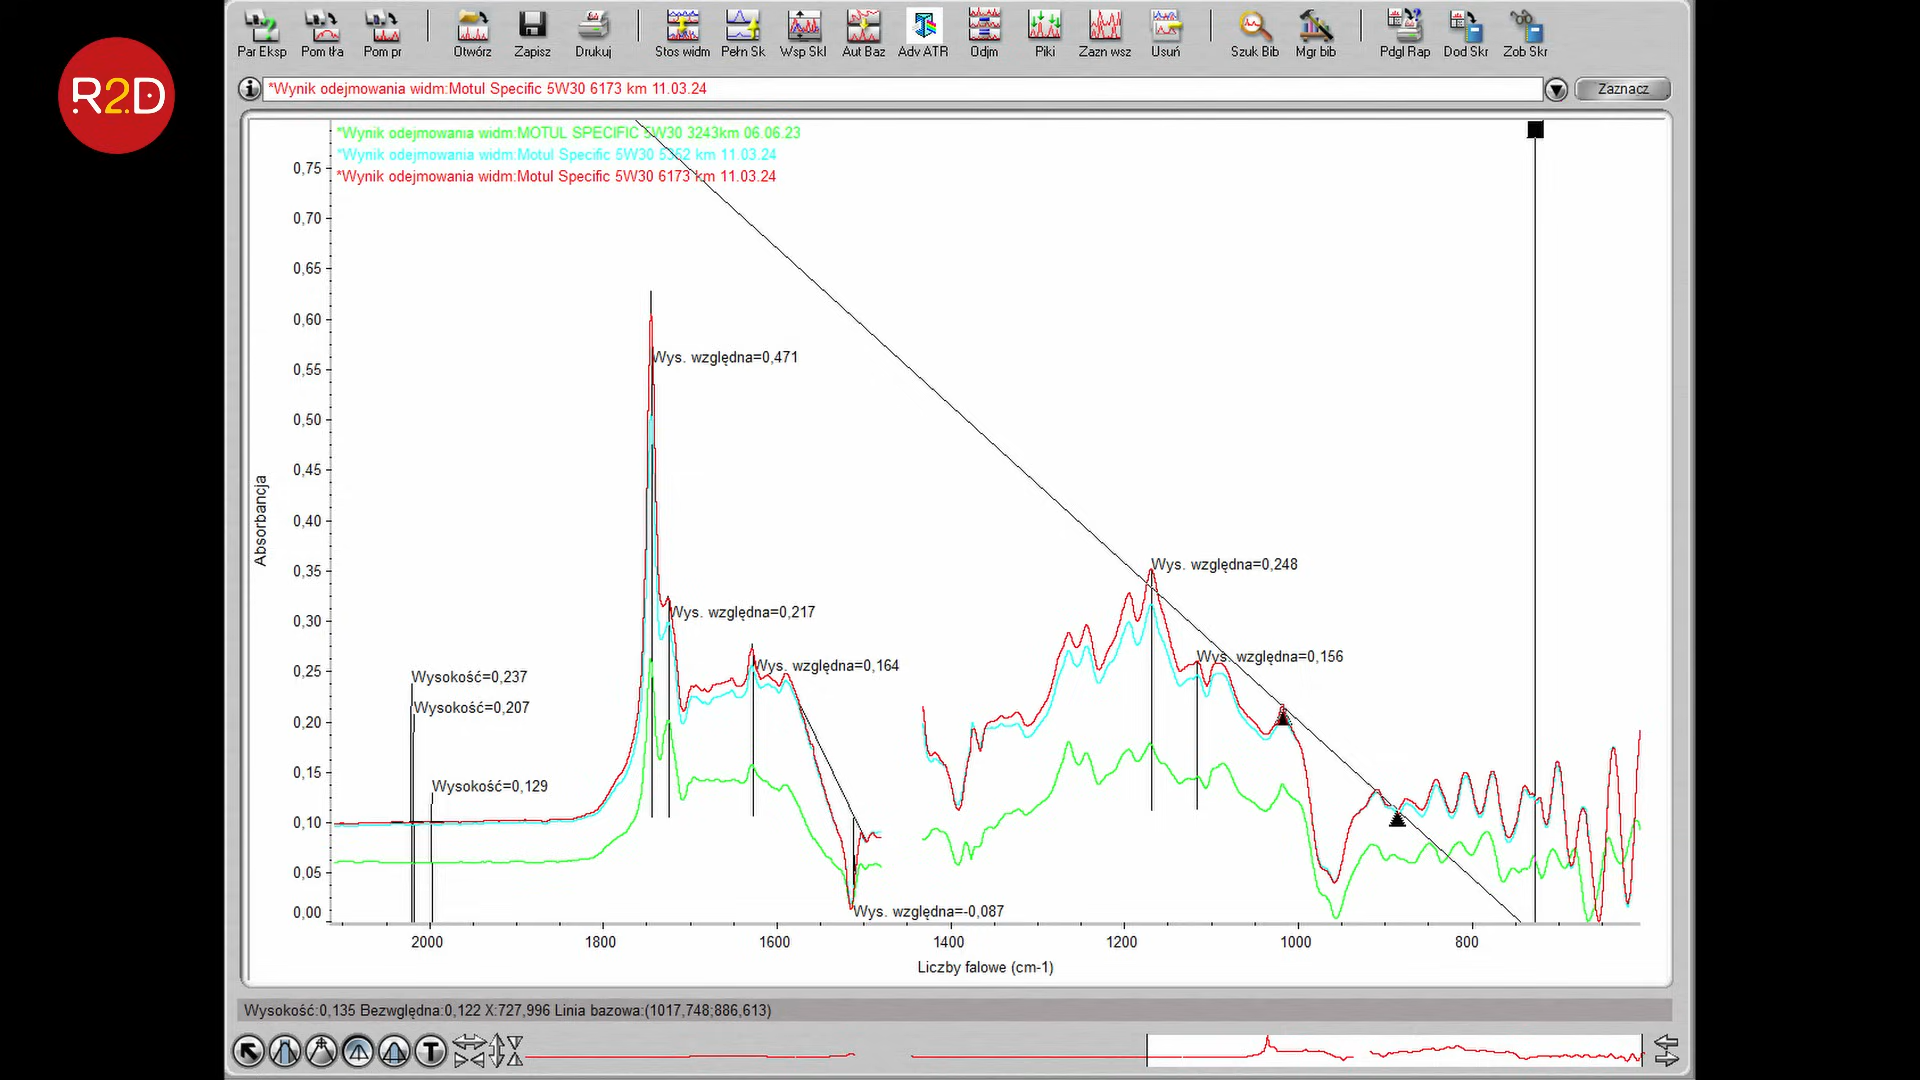 R2D
Par Eksp Pom tła Pom pr Otwórz Zapisz Drukuj Stos widm Pełn Sk Wsp Skl Aut Baz Adv ATR Odjm Piki Zazn wsz Usuń Szuk Bib Mgr bib Pdgl Rap Dod Skr Zob Skr
*Wynik odejmowania widm:Motul Specific 5W30 6173 km 11.03.24
Zaznacz
*Wynik odejmowania widm:MOTUL SPECIFIC 5W30 3243km 06.06.23
*Wynik odejmowania widm:Motul Specific 5W30 5352 km 11.03.24
*Wynik odejmowania widm:Motul Specific 5W30 6173 km 11.03.24
0,75
0,70
0,65
0,60
0,55
0,50
0,45
0,40
0,35
0,30
0,25
0,20
0,15
0,10
0,05
0,00
Absorbancja
Wys. względna=0,471
Wys. względna=0,248
Wys. względna=0,217
Wys. względna=0,156
Wys. względna=0,164
Wysokość=0,237
Wysokość=0,207
Wysokość=0,129
Wys. względna=-0,087
2000 1800 1600 1400 1200 1000 800
Liczby falowe (cm-1)
Wysokość:0,135 Bezwględna:0,122 X:727,996 Linia bazowa:(1017,748;886,613)
T